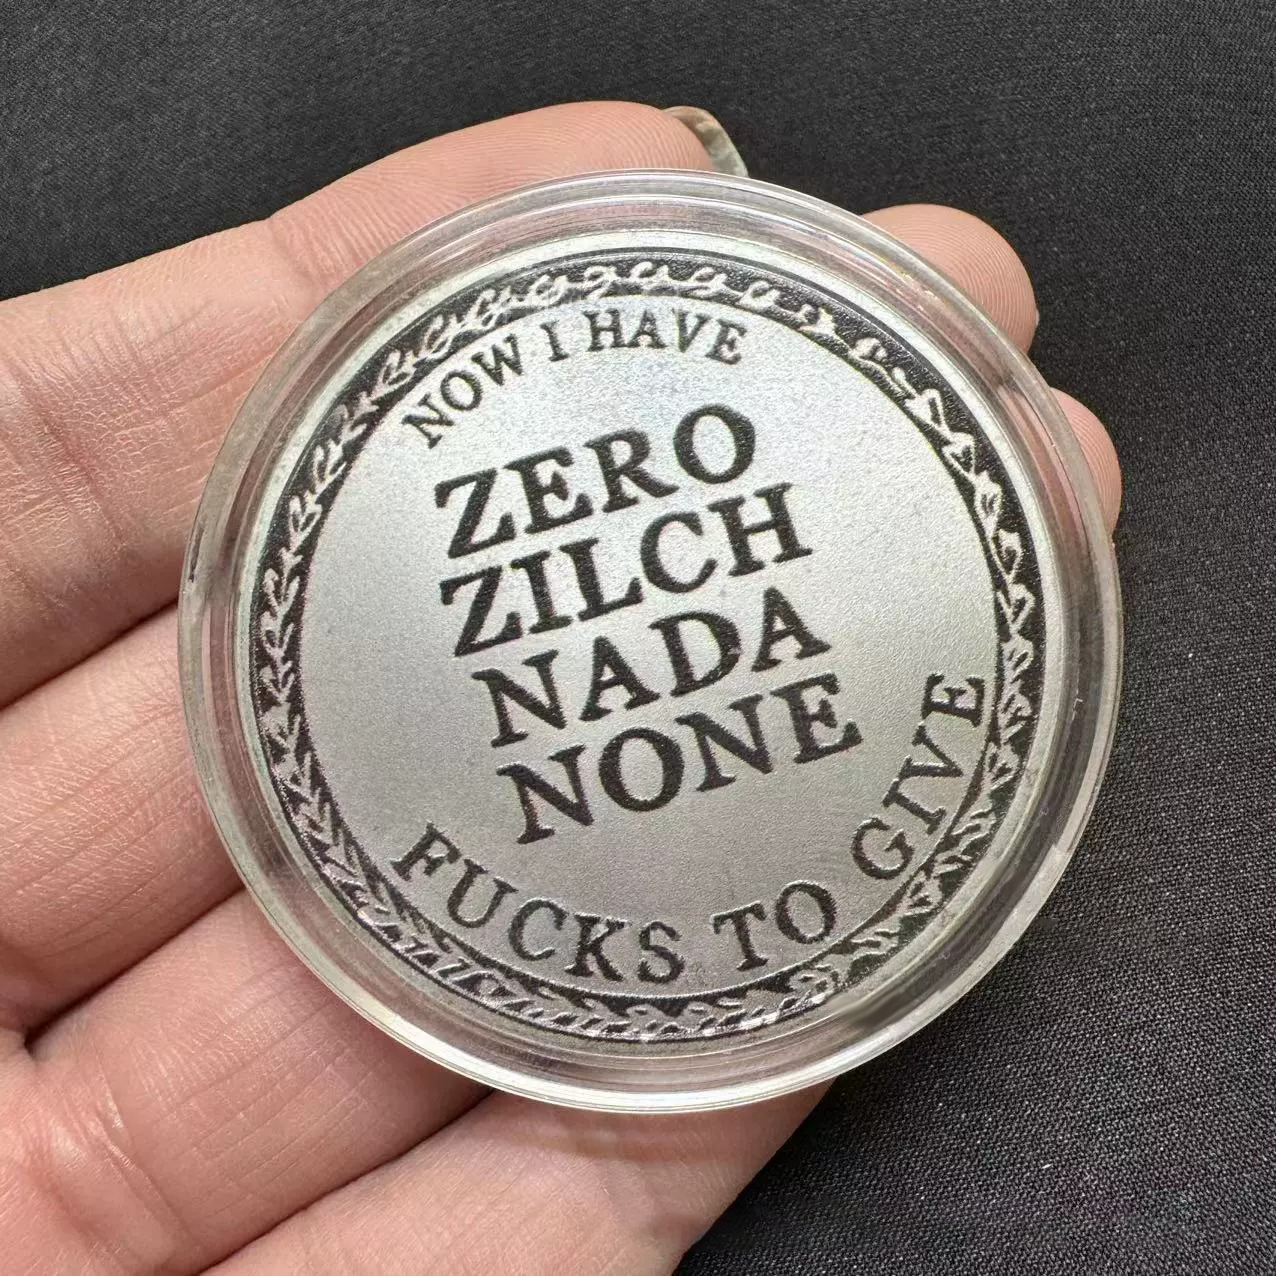 NOW I HAVE
ZERO
ZILCH
NADA
NONE
FUCKS TO GIVE